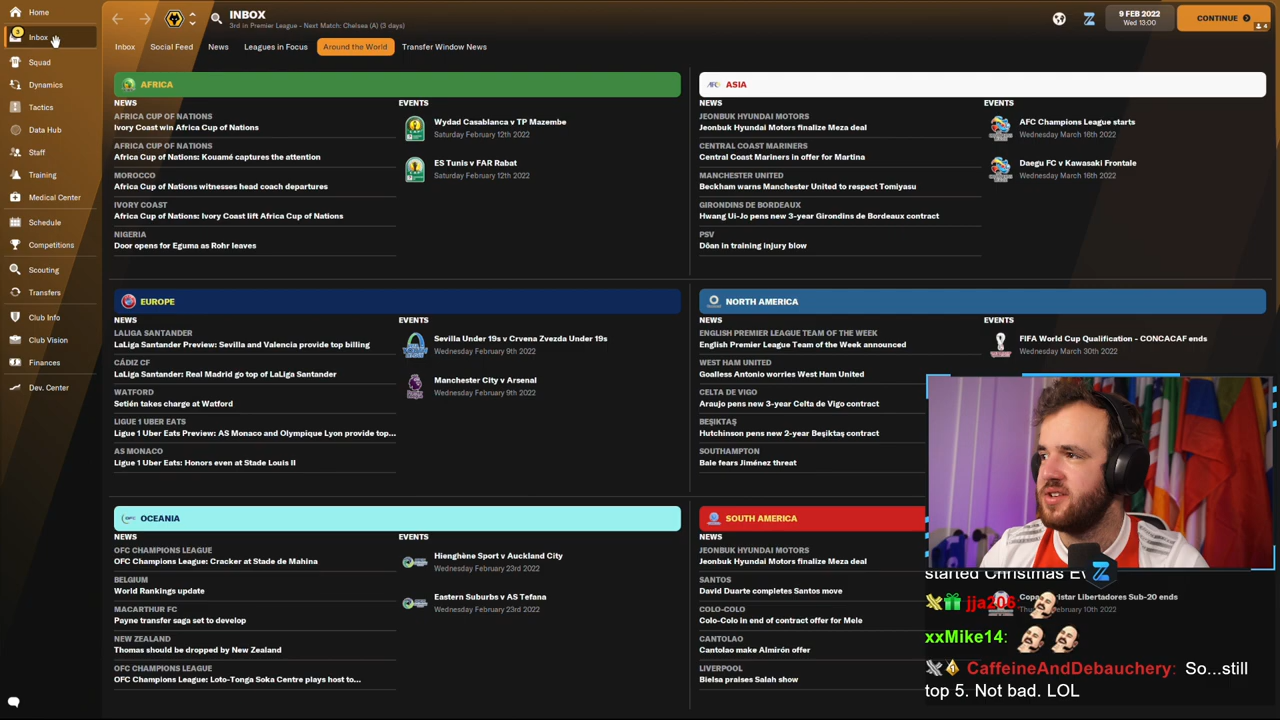 Home
INBOX
3rd in Premier League - Next Match: Chelsea (A) (3 days)
9 FEB 2022
Wed 13:00
CONTINUE
4
3
Inbox
Squad
Dynamics
Tactics
Data Hub
Staff
Training
Medical Center
Schedule
Competitions
Scouting
Transfers
Club Info
Club Vision
Finances
Dev. Center
Inbox
Social Feed
News
Leagues in Focus
Around the World
Transfer Window News
AFRICA
NEWS
AFRICA CUP OF NATIONS
Ivory Coast win Africa Cup of Nations
AFRICA CUP OF NATIONS
Africa Cup of Nations: Kouamé captures the attention
MOROCCO
Africa Cup of Nations witnesses head coach departures
IVORY COAST
Africa Cup of Nations: Ivory Coast lift Africa Cup of Nations
NIGERIA
Door opens for Eguma as Rohr leaves
EVENTS
Wydad Casablanca v TP Mazembe
Saturday February 12th 2022
ES Tunis v FAR Rabat
Saturday February 12th 2022
AFC
ASIA
NEWS
JEONBUK HYUNDAI MOTORS
Jeonbuk Hyundai Motors finalize Meza deal
CENTRAL COAST MARINERS
Central Coast Mariners in offer for Martina
MANCHESTER UNITED
Beckham warns Manchester United to respect Tomiyasu
GIRONDINS DE BORDEAUX
Hwang Ui-Jo pens new 3-year Girondins de Bordeaux contract
PSV
Dōan in training injury blow
EVENTS
AFC Champions League starts
Wednesday March 16th 2022
Daegu FC v Kawasaki Frontale
Wednesday March 16th 2022
EUROPE
NEWS
LALIGA SANTANDER
LaLiga Santander Preview: Sevilla and Valencia provide top billing
CÁDIZ CF
LaLiga Santander: Real Madrid go top of LaLiga Santander
WATFORD
Setién takes charge at Watford
LIGUE 1 UBER EATS
Ligue 1 Uber Eats Preview: AS Monaco and Olympique Lyon provide top...
AS MONACO
Ligue 1 Uber Eats: Honors even at Stade Louis II
EVENTS
Sevilla Under 19s v Crvena Zvezda Under 19s
Wednesday February 9th 2022
Manchester City v Arsenal
Wednesday February 9th 2022
NORTH AMERICA
NEWS
ENGLISH PREMIER LEAGUE TEAM OF THE WEEK
English Premier League Team of the Week announced
WEST HAM UNITED
Goalless Antonio worries West Ham United
CELTA DE VIGO
Araujo pens new 3-year Celta de Vigo contract
BEŞIKTAŞ
Hutchinson pens new 2-year Beşiktaş contract
SOUTHAMPTON
Bale fears Jiménez threat
EVENTS
FIFA World Cup Qualification - CONCACAF ends
Wednesday March 30th 2022
OFC
OCEANIA
NEWS
OFC CHAMPIONS LEAGUE
OFC Champions League: Cracker at Stade de Mahina
BELGIUM
World Rankings update
MACARTHUR FC
Payne transfer saga set to develop
NEW ZEALAND
Thomas should be dropped by New Zealand
OFC CHAMPIONS LEAGUE
OFC Champions League: Loto-Tonga Soka Centre plays host to...
EVENTS
Hienghène Sport v Auckland City
Wednesday February 23rd 2022
Eastern Suburbs v AS Tefana
Wednesday February 23rd 2022
SOUTH AMERICA
NEWS
JEONBUK HYUNDAI MOTORS
Jeonbuk Hyundai Motors finalize Meza deal
SANTOS
David Duarte completes Santos move
COLO-COLO
Colo-Colo in end of contract offer for Mele
CANTOLAO
Cantolao make Almirón offer
LIVERPOOL
Bielsa praises Salah show
istar Libertadores Sub-20 ends
February 10th 2022
started Christmas Ev
jja206:
xxMike14:
CaffeineAndDebauchery: So...still
top 5. Not bad. LOL